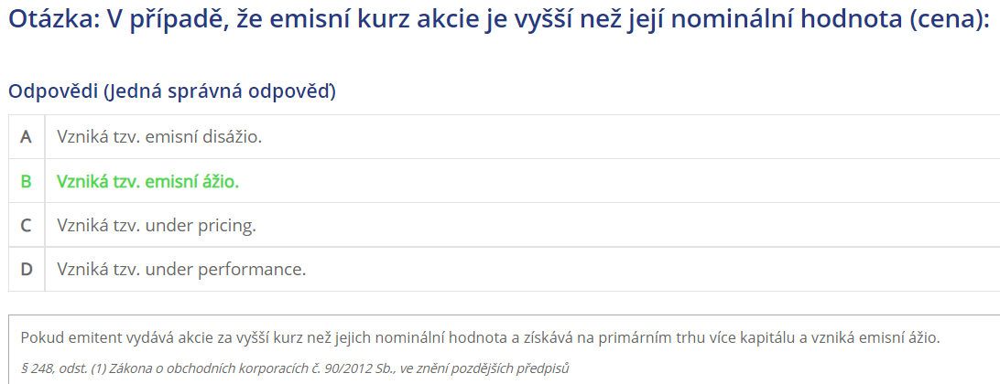 Otázka: V případě, že emisní kurz akcie je vyšší než její nominální hodnota (cena):
Odpovědi (Jedná správná odpověď)
A Vzniká tzv. emisní disážio.
B Vzniká tzv. emisní ážio.
C Vzniká tzv. under pricing.
D Vzniká tzv. under performance.
Pokud emitent vydává akcie za vyšší kurz než jejich nominální hodnota a získává na primárním trhu více kapitálu a vzniká emisní ážio.
§ 248, odst. (1) Zákona o obchodních korporacích č. 90/2012 Sb., ve znění pozdějších předpisů